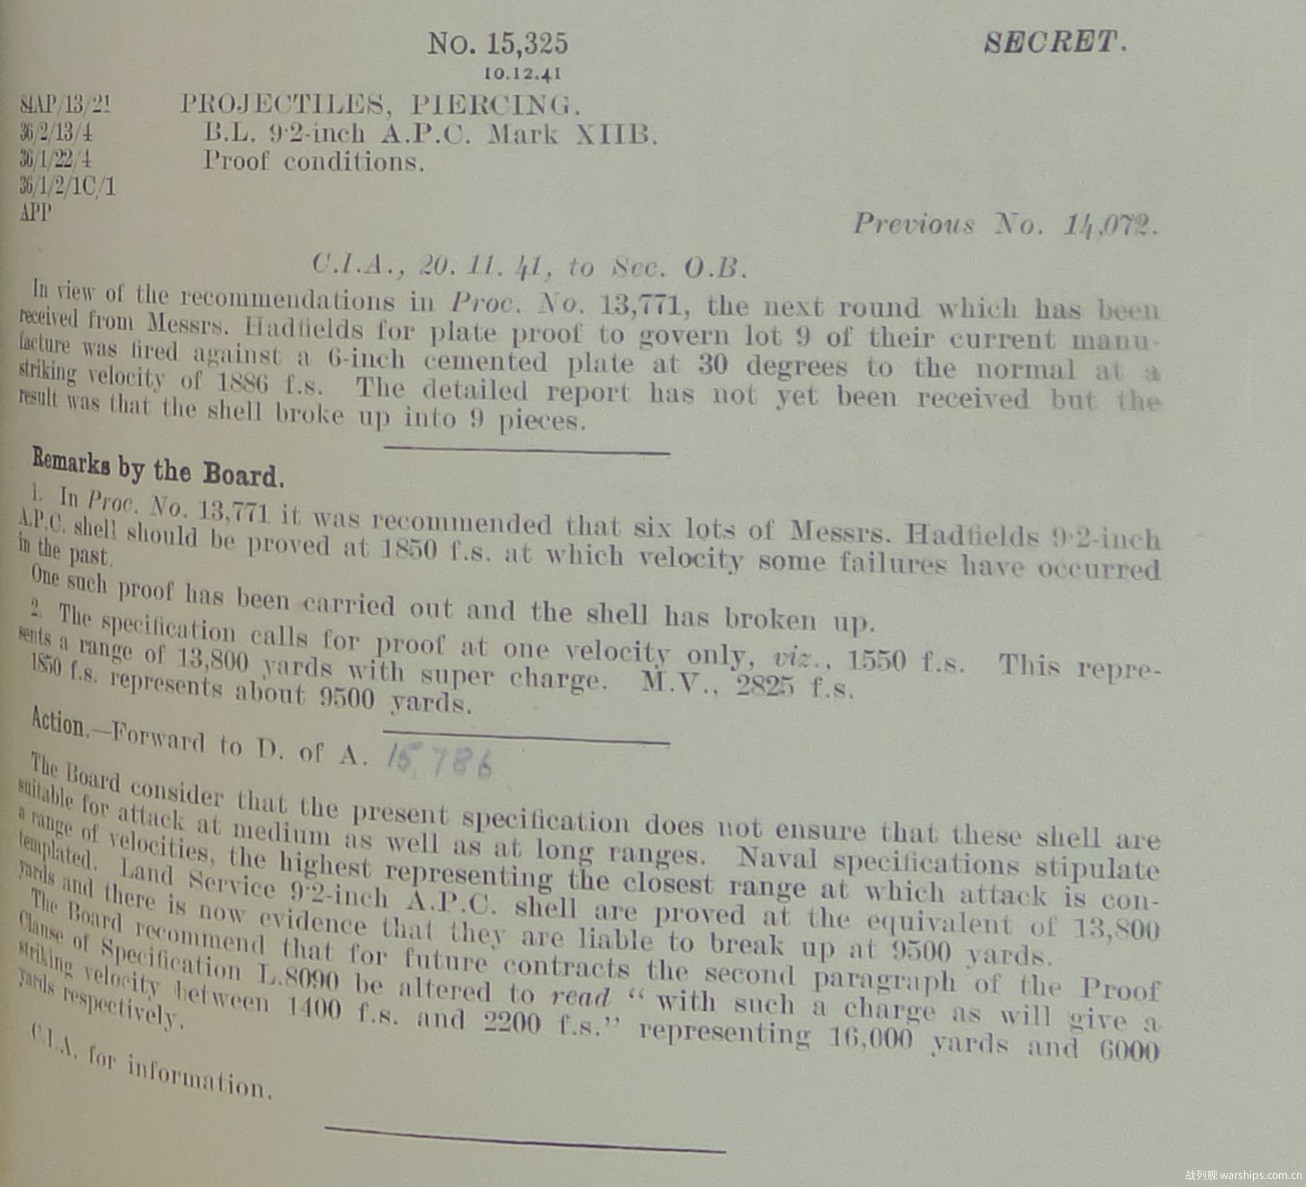 No. 15,325
SECRET.
10.12.41
84AP/13/21
36/2/13/4
36/1/22/4
36/1/2/1C/1
APP
PROJECTILES, PIERCING.
B.L. 9·2-inch A.P.C. Mark XIIB.
Proof conditions.
Previous No. 14,072.
C.I.A., 20. 11. 41, to Sec. O.B.
In view of the recommendations in Proc. No. 13,771, the next round which has been
received from Messrs. Hadfields for plate proof to govern lot 9 of their current manu-
facture was fired against a 6-inch cemented plate at 30 degrees to the normal at a
striking velocity of 1886 f.s. The detailed report has not yet been received but the
result was that the shell broke up into 9 pieces.
Remarks by the Board.
1. In Proc. No. 13,771 it was recommended that six lots of Messrs. Hadfields 9·2-inch
A.P.C. shell should be proved at 1850 f.s. at which velocity some failures have occurred
in the past.
One such proof has been carried out and the shell has broken up.
2. The specification calls for proof at one velocity only, viz., 1550 f.s. This repre-
sents a range of 13,800 yards with super charge. M.V., 2825 f.s.
1850 f.s. represents about 9500 yards.
Action.—Forward to D. of A. 15,786
The Board consider that the present specification does not ensure that these shell are
suitable for attack at medium as well as at long ranges. Naval specifications stipulate
a range of velocities, the highest representing the closest range at which attack is con-
templated. Land Service 9·2-inch A.P.C. shell are proved at the equivalent of 13,800
yards and there is now evidence that they are liable to break up at 9500 yards.
The Board recommend that for future contracts the second paragraph of the Proof
Clause of Specification L.8090 be altered to read “ with such a charge as will give a
striking velocity between 1400 f.s. and 2200 f.s.” representing 16,000 yards and 6000
yards respectively.
C.I.A. for information.
战列舰 warships.com.cn